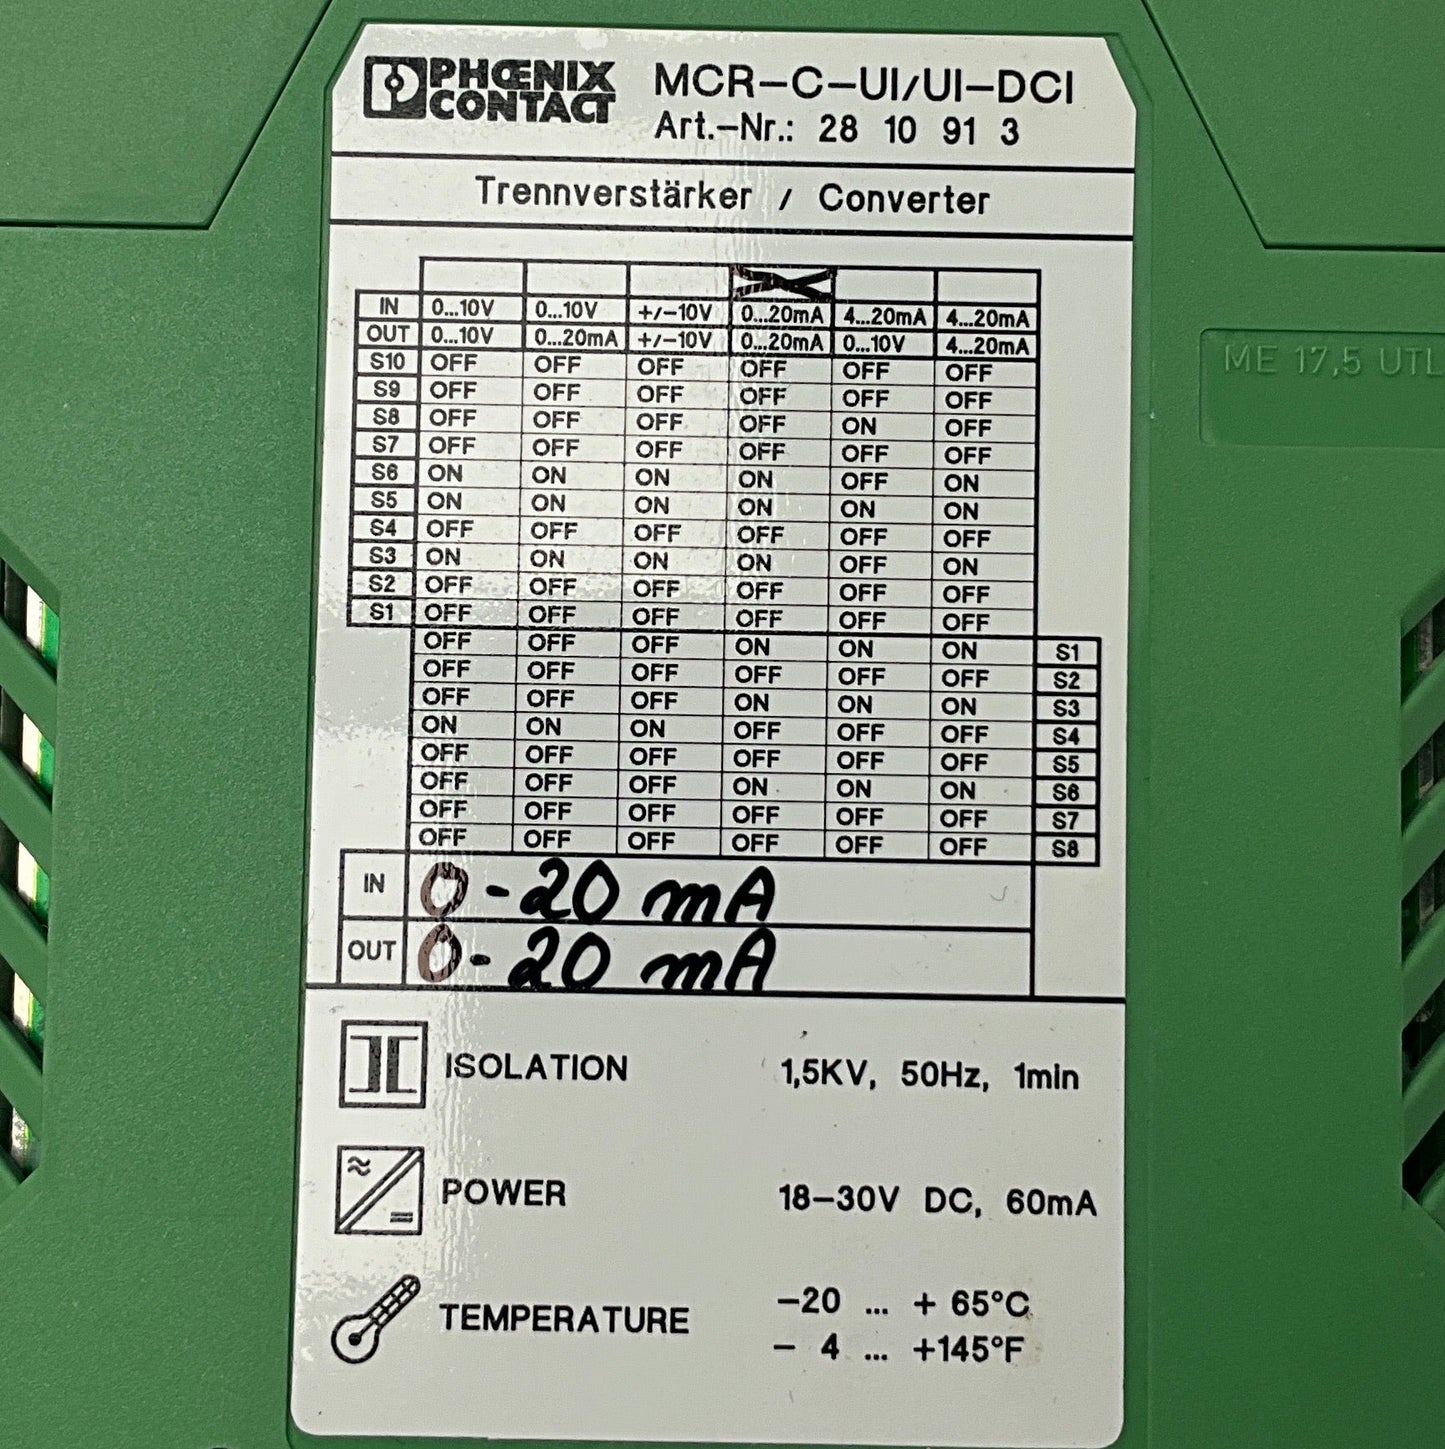 PHŒNIX
CONTACT
MCR-C-UI/UI-DCI
Art.-Nr.: 28 10 91 3
Trennverstärker / Converter
IN 0...10V 0...10V +/-10V 0...20mA 4...20mA 4...20mA
OUT 0...10V 0...20mA +/-10V 0...20mA 0...10V 4...20mA
S10 OFF OFF OFF OFF OFF OFF
S9 OFF OFF OFF OFF OFF OFF
S8 OFF OFF OFF OFF ON OFF
S7 OFF OFF OFF OFF OFF OFF
S6 ON ON ON ON OFF ON
S5 ON ON ON ON ON ON
S4 OFF OFF OFF OFF OFF OFF
S3 ON ON ON ON OFF ON
S2 OFF OFF OFF OFF OFF OFF
S1 OFF OFF OFF OFF OFF OFF
OFF OFF OFF ON ON ON S1
OFF OFF OFF OFF OFF OFF S2
OFF OFF OFF ON ON ON S3
ON ON ON OFF OFF OFF S4
OFF OFF OFF OFF OFF OFF S5
OFF OFF OFF ON ON ON S6
OFF OFF OFF OFF OFF OFF S7
OFF OFF OFF OFF OFF OFF S8
IN 0-20 mA
OUT 0-20 mA
ISOLATION 1,5KV, 50Hz, 1min
POWER 18-30V DC, 60mA
TEMPERATURE -20 ... + 65°C
- 4 ... +145°F
ME 17,5 UTL